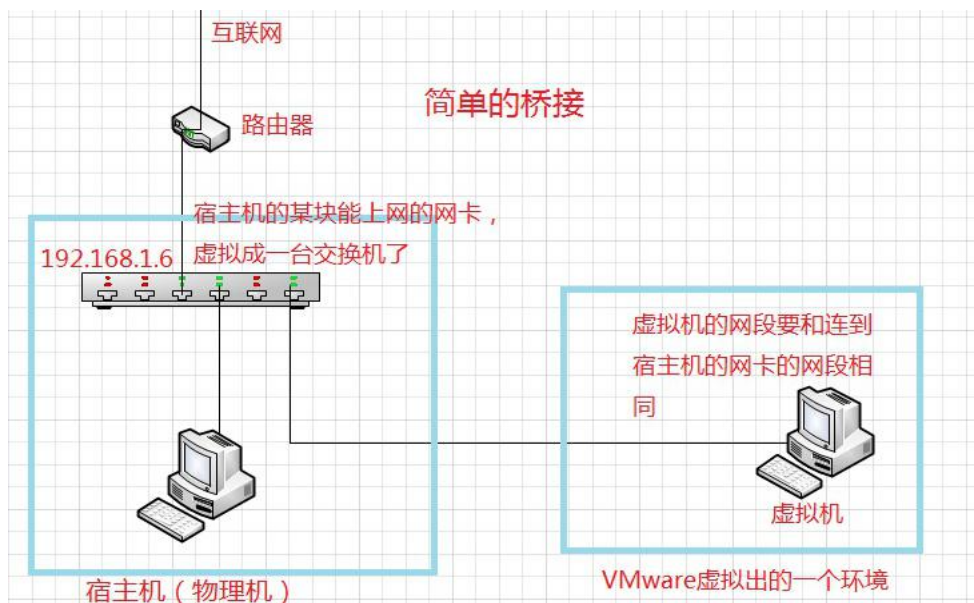 互联网
简单的桥接
路由器
宿主机的某块能上网的网卡，
192.168.1.6 虚拟成一台交换机了
虚拟机的网段要和连到
宿主机的网卡的网段相
同
虚拟机
宿主机（物理机）
VMware虚拟出的一个环境